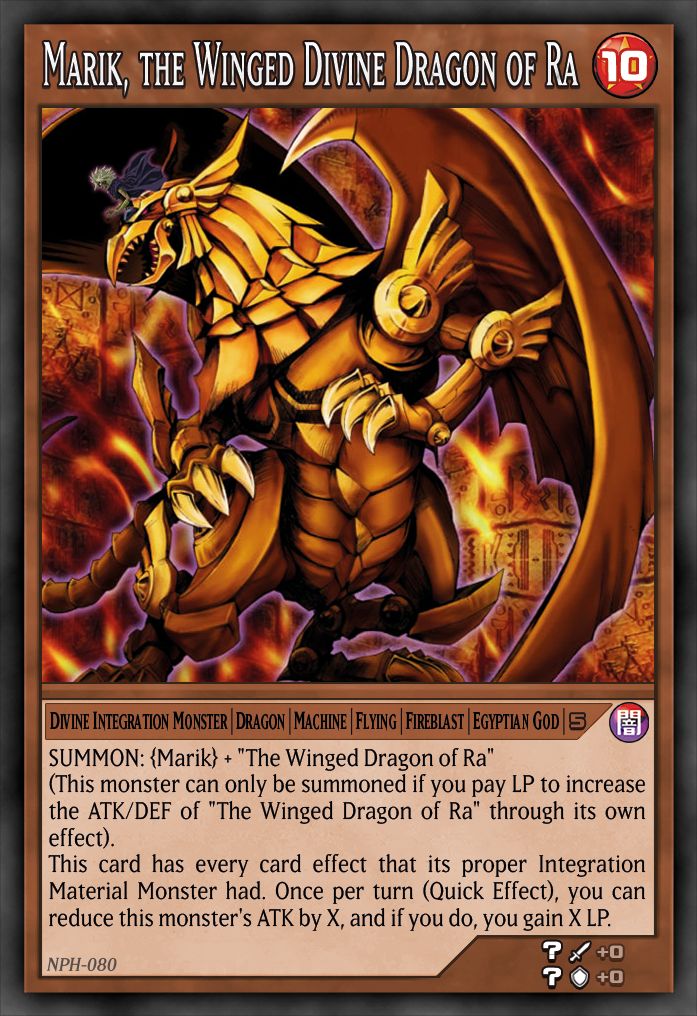 Marik, the Winged Divine Dragon of Ra 10
Divine Integration Monster|Dragon|Machine|Flying|Fireblast|Egyptian God|5
闇
SUMMON: {Marik} + "The Winged Dragon of Ra"
(This monster can only be summoned if you pay LP to increase
the ATK/DEF of "The Winged Dragon of Ra" through its own
effect).
This card has every card effect that its proper Integration
Material Monster had. Once per turn (Quick Effect), you can
reduce this monster's ATK by X, and if you do, you gain X LP.
? +0
NPH-080
? +0